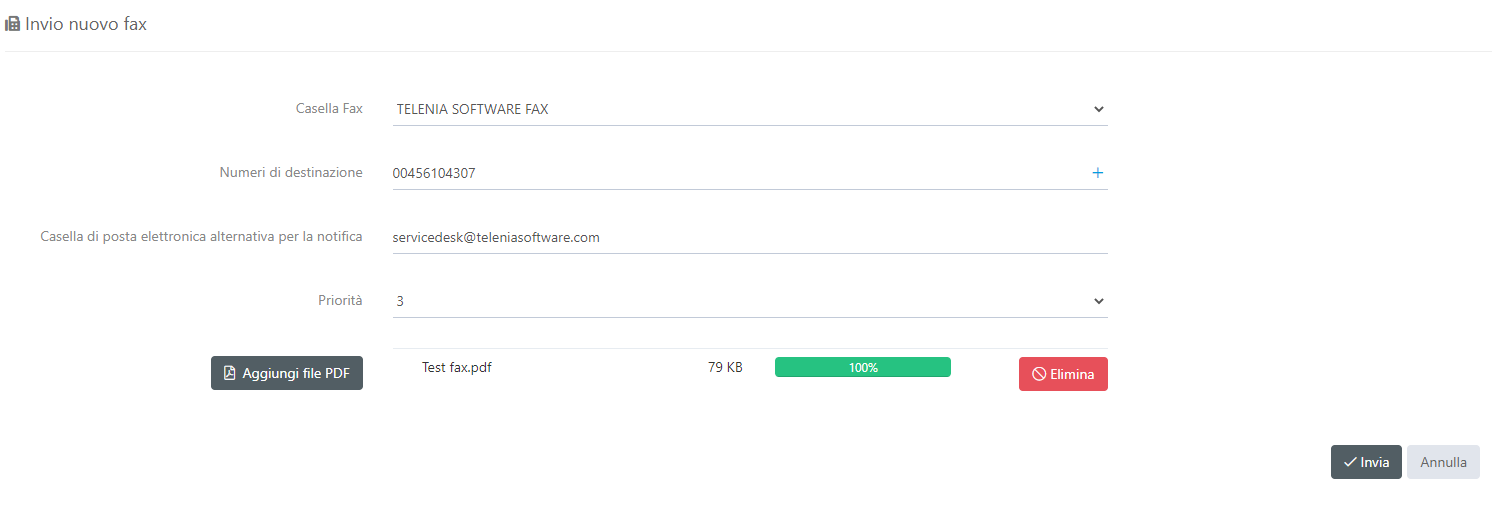 Invio nuovo fax
Casella Fax TELENIA SOFTWARE FAX
Numeri di destinazione 00456104307 +
Casella di posta elettronica alternativa per la notifica servicedesk@teleniasoftware.com
Priorità 3
Aggiungi file PDF Test fax.pdf 79 KB 100% Elimina
Invia Annulla